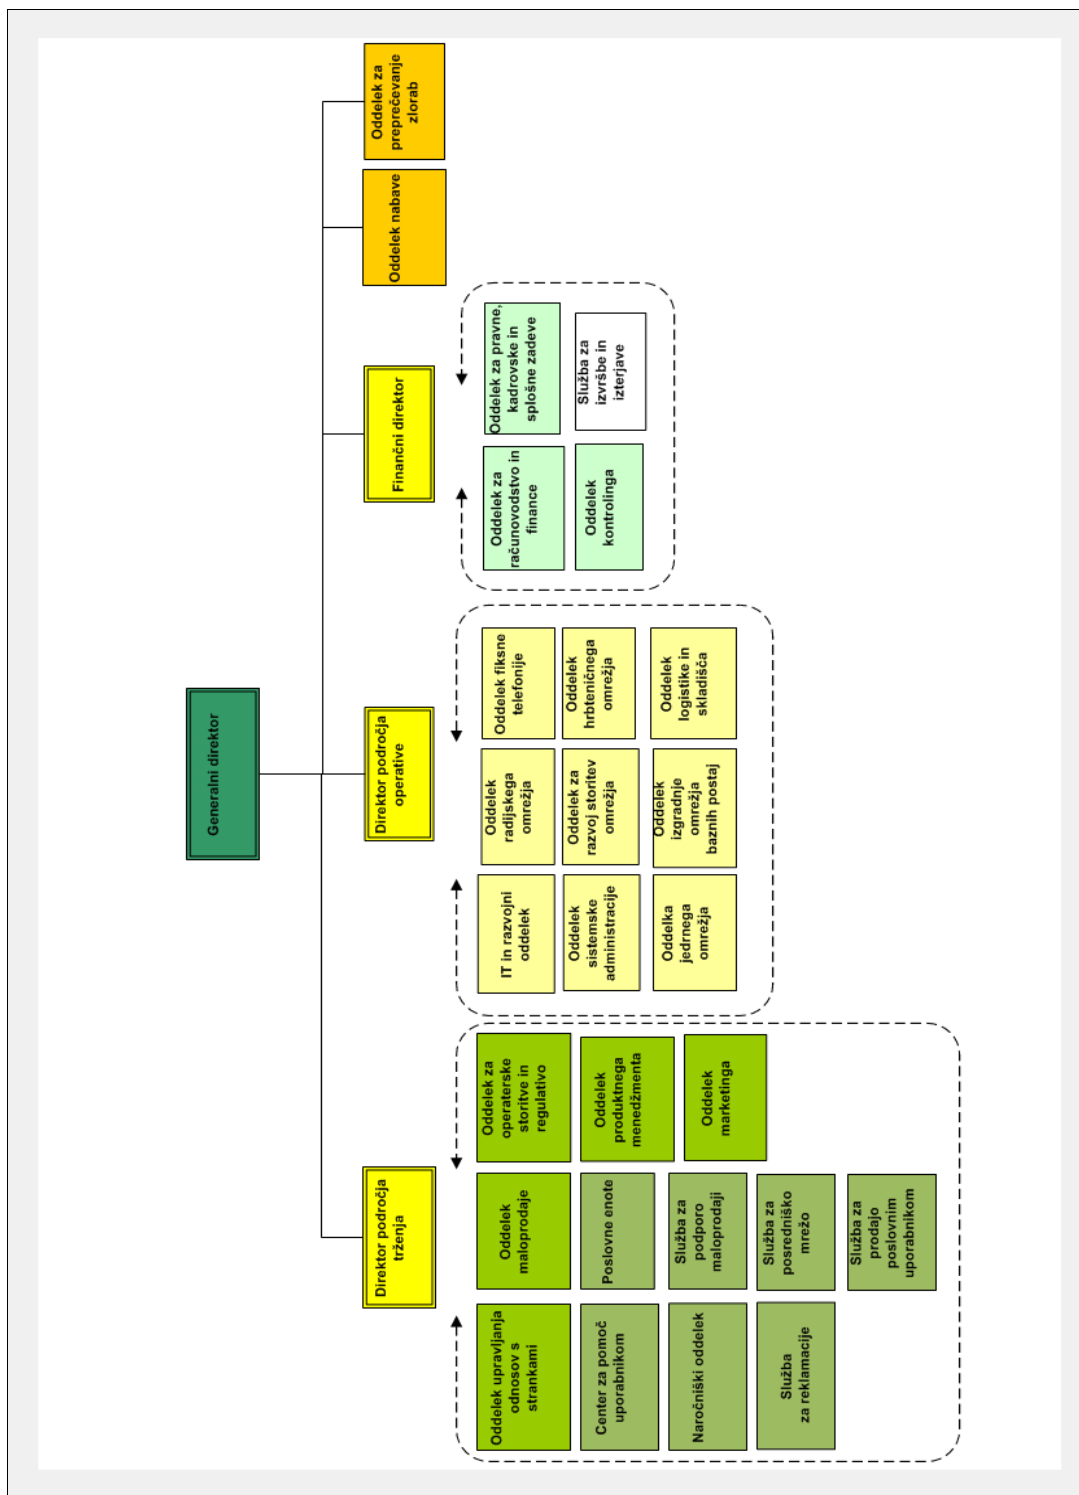 Generalni direktor
Direktor področja
trženja
Direktor področja
operative
Finančni direktor
Oddelek nabave
Oddelek za
preprečevanje
zlorab
Oddelek upravljanja
odnosov s
strankami
Center za pomoč
uporabnikom
Naročniški oddelek
Služba
za reklamacije
Oddelek
maloprodaje
Poslovne enote
Služba za
podporo
maloprodaji
Služba za
posredniško
mrežo
Služba za
prodajo
poslovnim
uporabnikom
Oddelek za
operaterske
storitve in
regulativo
Oddelek
produktnega
menedžmenta
Oddelek
marketinga
IT in razvojni
oddelek
Oddelek
sistemske
administracije
Oddelka
jedrnega
omrežja
Oddelek
radijskega
omrežja
Oddelek za
razvoj storitev
omrežja
Oddelek
izgradnje
omrežja
baznih postaj
Oddelek fiksne
telefonije
Oddelek
hrbteničnega
omrežja
Oddelek
logistike in
skladišča
Oddelek za
računovodstvo in
finance
Oddelek
kontrolinga
Oddelek za pravne,
kadrovske in
splošne zadeve
Služba za
izvršbe in
izterjave